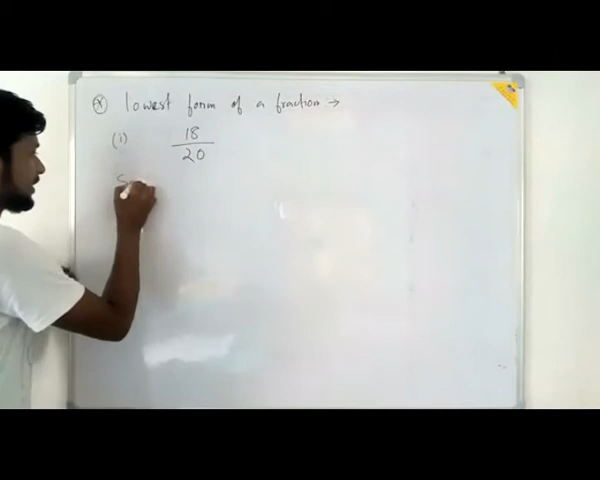 lowest form of a fraction →
(i) 18/20
S